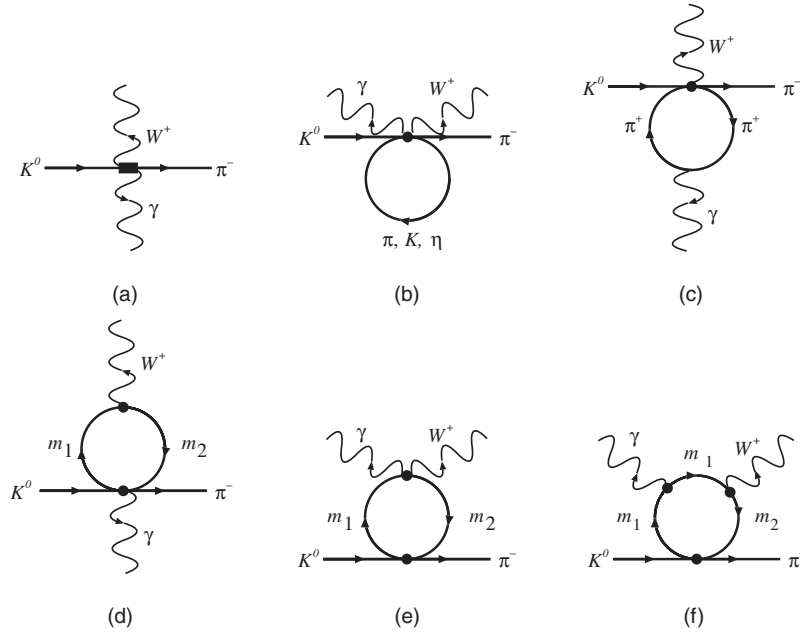 W⁺
K⁰ π⁻
γ
(a)
γ W⁺
K⁰ π⁻
π, K, η
(b)
W⁺
K⁰ π⁻
π⁺ π⁺
γ
(c)
W⁺
m₁ m₂
K⁰ π⁻
γ
(d)
γ W⁺
m₁ m₂
K⁰ π⁻
(e)
γ m₁ W⁺
m₁ m₂
K⁰ π
(f)